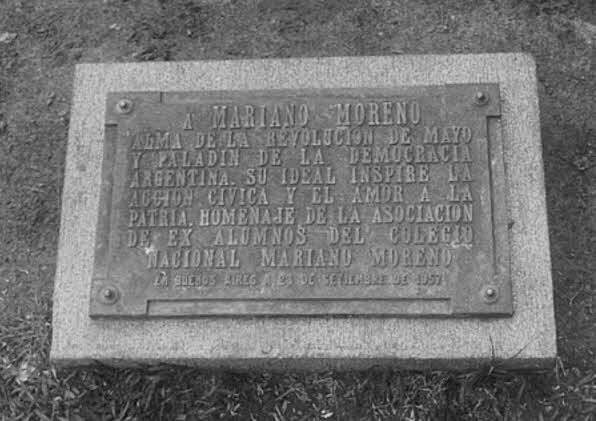 A MARIANO MORENO
ALMA DE LA REVOLUCION DE MAYO
Y PALADIN DE LA DEMOCRACIA
ARGENTINA. SU IDEAL INSPIRE LA
ACCION CIVICA Y EL AMOR A LA
PATRIA. HOMENAJE DE LA ASOCIACION
DE EX ALUMNOS DEL COLEGIO
NACIONAL MARIANO MORENO
EN BUENOS AIRES A 23 DE SETIEMBRE DE 1957